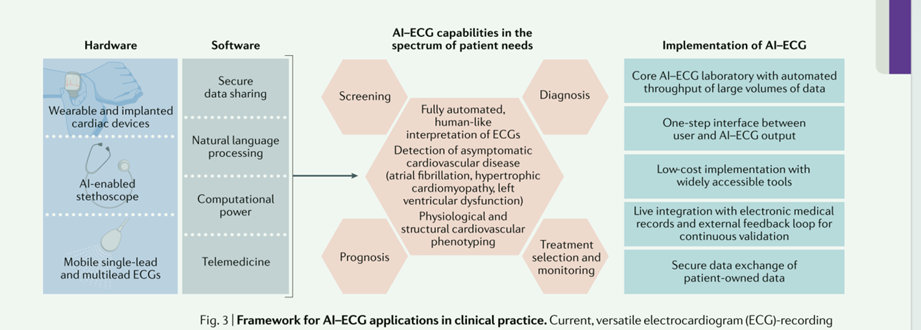 Hardware
Wearable and implanted
cardiac devices
AI-enabled
stethoscope
Mobile single-lead
and multilead ECGs
Software
Secure
data sharing
Natural language
processing
Computational
power
Telemedicine
AI–ECG capabilities in the
spectrum of patient needs
Screening
Diagnosis
Fully automated,
human-like
interpretation of ECGs
Detection of asymptomatic
cardiovascular disease
(atrial fibrillation, hypertrophic
cardiomyopathy, left
ventricular dysfunction)
Physiological and
structural cardiovascular
phenotyping
Prognosis
Treatment
selection and
monitoring
Implementation of AI–ECG
Core AI–ECG laboratory with automated
throughput of large volumes of data
One-step interface between
user and AI–ECG output
Low-cost implementation with
widely accessible tools
Live integration with electronic medical
records and external feedback loop for
continuous validation
Secure data exchange of
patient-owned data
Fig. 3 | Framework for AI–ECG applications in clinical practice. Current, versatile electrocardiogram (ECG)-recording